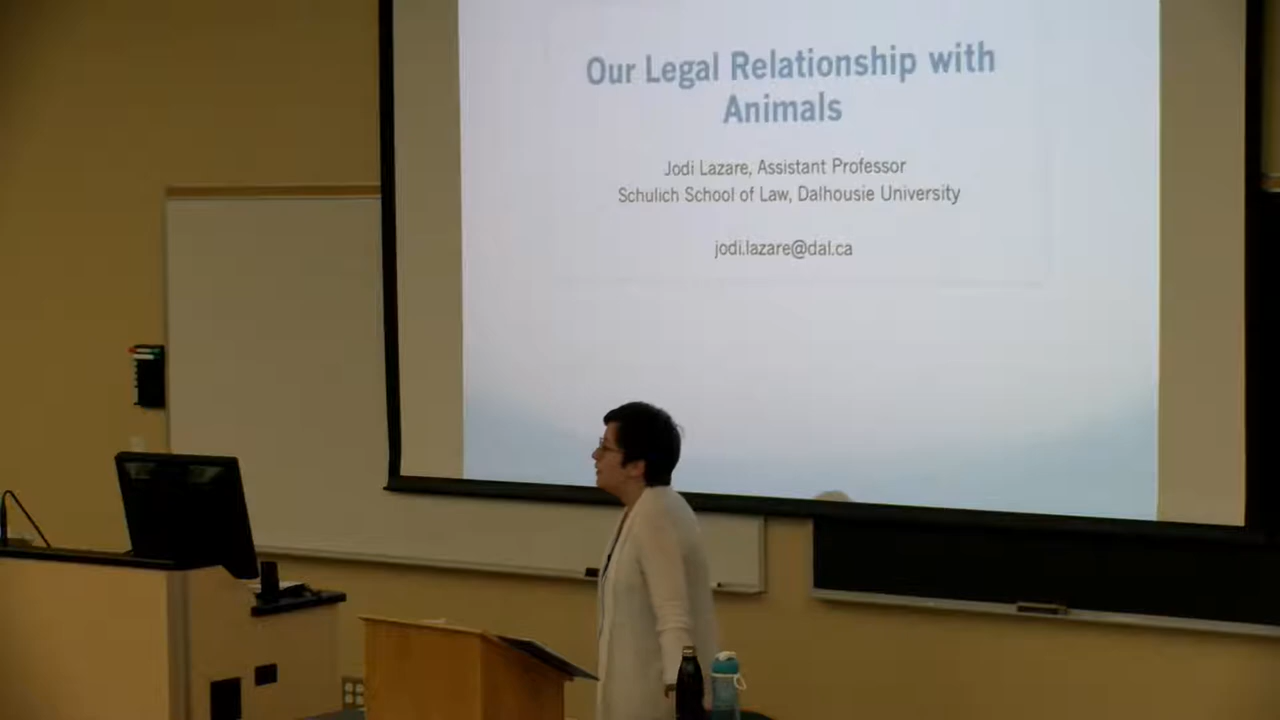 Our Legal Relationship with
Animals
Jodi Lazare, Assistant Professor
Schulich School of Law, Dalhousie University
jodi.lazare@dal.ca